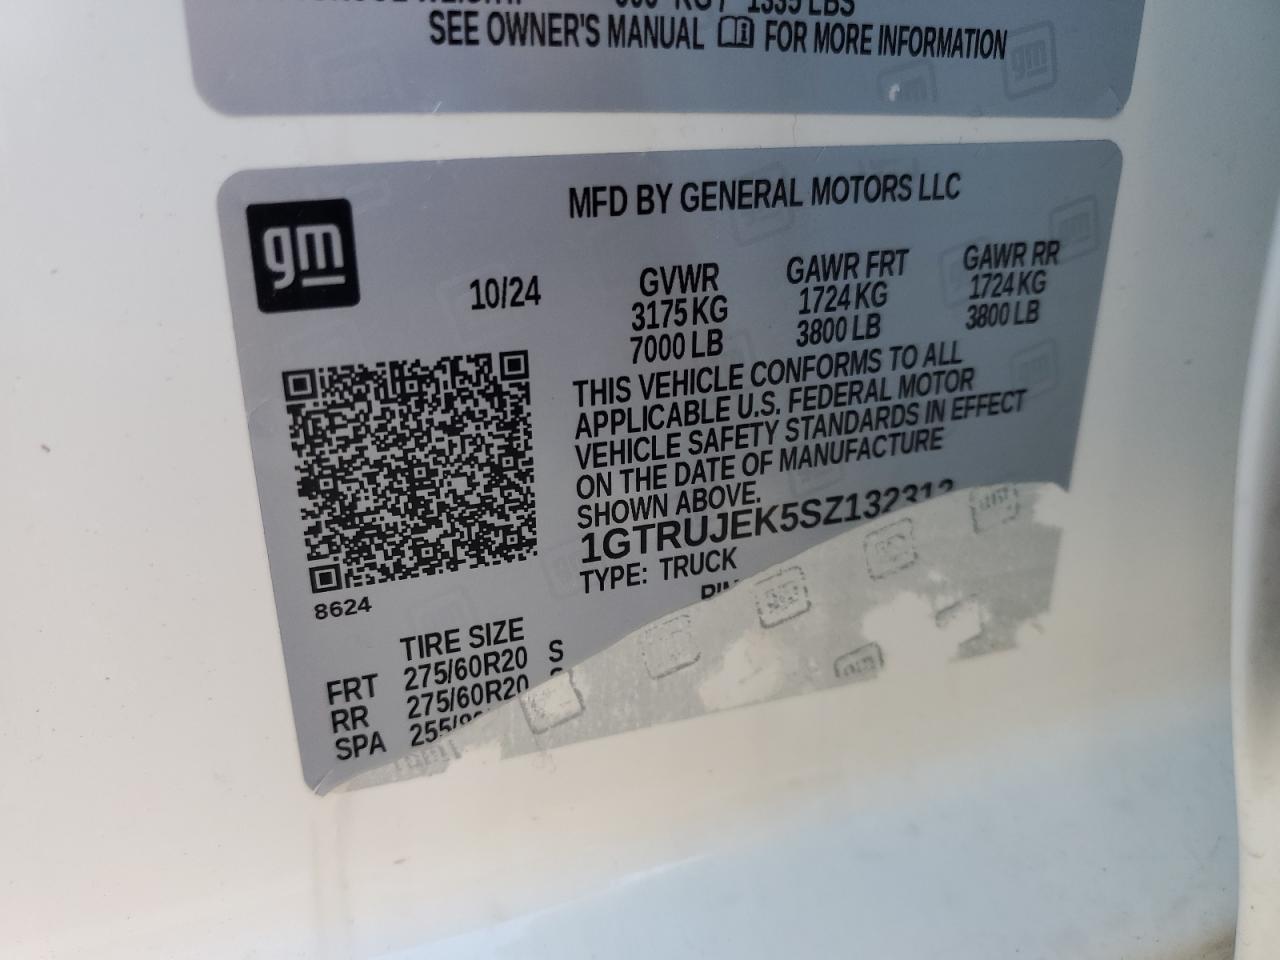 1335 LBS
SEE OWNER'S MANUAL FOR MORE INFORMATION
gm
MFD BY GENERAL MOTORS LLC
10/24
GVWR
3175 KG
7000 LB
GAWR FRT
1724 KG
3800 LB
GAWR RR
1724 KG
3800 LB
THIS VEHICLE CONFORMS TO ALL
APPLICABLE U.S. FEDERAL MOTOR
VEHICLE SAFETY STANDARDS IN EFFECT
ON THE DATE OF MANUFACTURE
SHOWN ABOVE.
1GTRUJEK5SZ132312
TYPE: TRUCK
8624
TIRE SIZE
FRT 275/60R20 S
RR 275/60R20
SPA